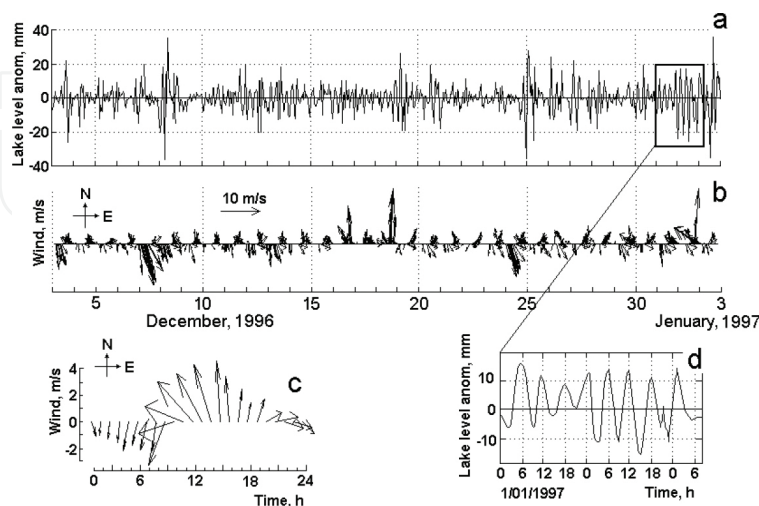 a
Lake level anom, mm
40
20
0
-20
-40
b
Wind, m/s
N
E
10 m/s
5 10 15 20 25 30 3
December, 1996 Jenuary, 1997
c
N
E
Wind, m/s
4
2
0
-2
0 6 12 18 24
Time, h
d
Lake level anom, mm
10
0
-10
0 6 12 18 0 6 12 18 0 6
1/01/1997 Time, h